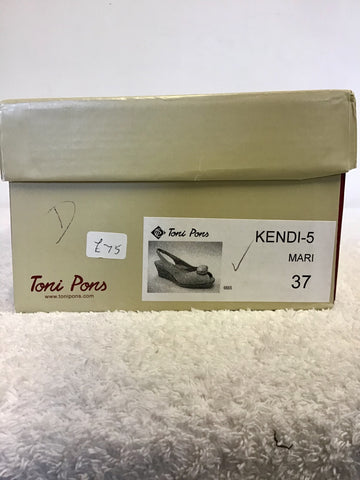 D
£75
Toni Pons
www.tonipons.com
Toni Pons
KENDI-5
MARI
37